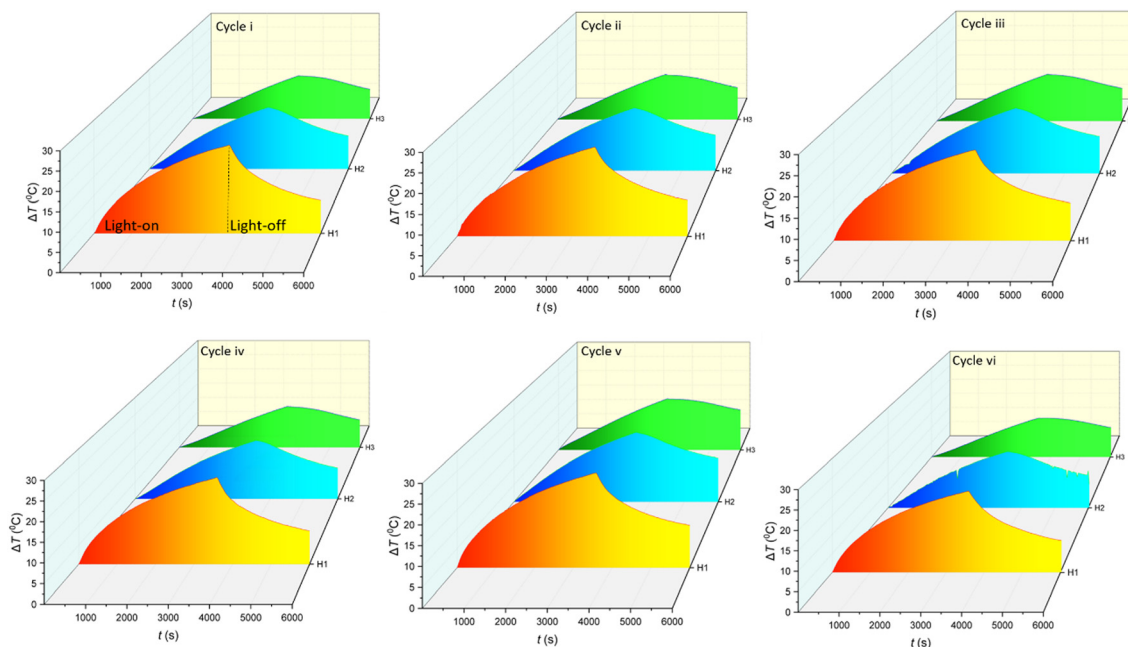 Cycle i
H3
H2
H1
Light-on
Light-off
30
25
20
15
10
5
0
ΔT (⁰C)
1000
2000
3000
4000
5000
6000
t (s)
Cycle ii
H3
H2
H1
30
25
20
15
10
5
0
ΔT (⁰C)
1000
2000
3000
4000
5000
6000
t (s)
Cycle iii
H2
H1
30
25
20
15
10
5
0
ΔT (⁰C)
1000
2000
3000
4000
5000
6000
t (s)
Cycle iv
H3
H2
H1
30
25
20
15
10
5
0
ΔT (⁰C)
1000
2000
3000
4000
5000
6000
t (s)
Cycle v
H3
H2
H1
30
25
20
15
10
5
0
ΔT (⁰C)
1000
2000
3000
4000
5000
6000
t (s)
Cycle vi
H3
H2
H1
30
25
20
15
10
5
0
ΔT (⁰C)
1000
2000
3000
4000
5000
6000
t (s)